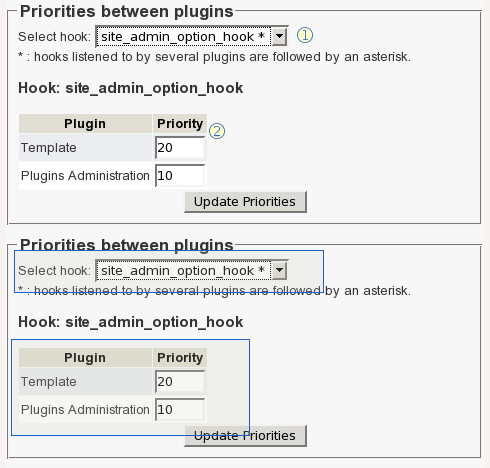 Priorities between plugins
Select hook: site_admin_option_hook * 1
* : hooks listened to by several plugins are followed by an asterisk.
Hook: site_admin_option_hook
Plugin Priority
2
Template 20
Plugins Administration 10
Update Priorities
Priorities between plugins
Select hook: site_admin_option_hook *
* : hooks listened to by several plugins are followed by an asterisk.
Hook: site_admin_option_hook
Plugin Priority
Template 20
Plugins Administration 10
Update Priorities